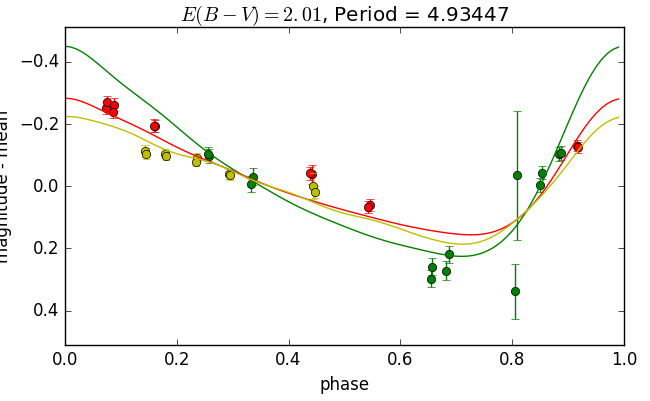 E(B − V) = 2.01, Period = 4.93447
−0.4
−0.2
0.0
0.2
0.4
magnitude - mean
0.0 0.2 0.4 0.6 0.8 1.0
phase